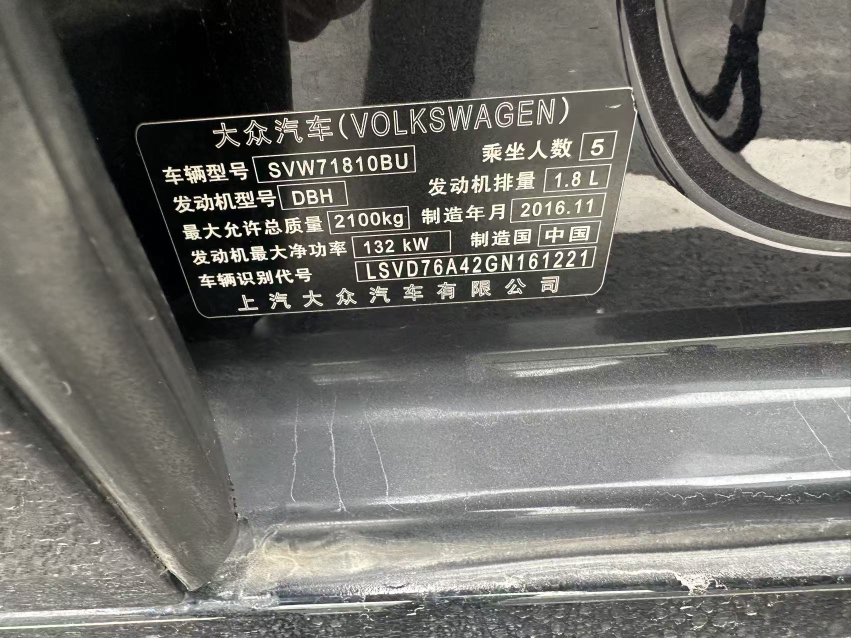 大众汽车(VOLKSWAGEN)
车辆型号 SVW71810BU 乘坐人数 5
发动机型号 DBH 发动机排量 1.8 L
最大允许总质量 2100kg 制造年月 2016.11
发动机最大净功率 132 kW 制造国 中国
车辆识别代号 LSVD76A42GN161221
上汽大众汽车有限公司